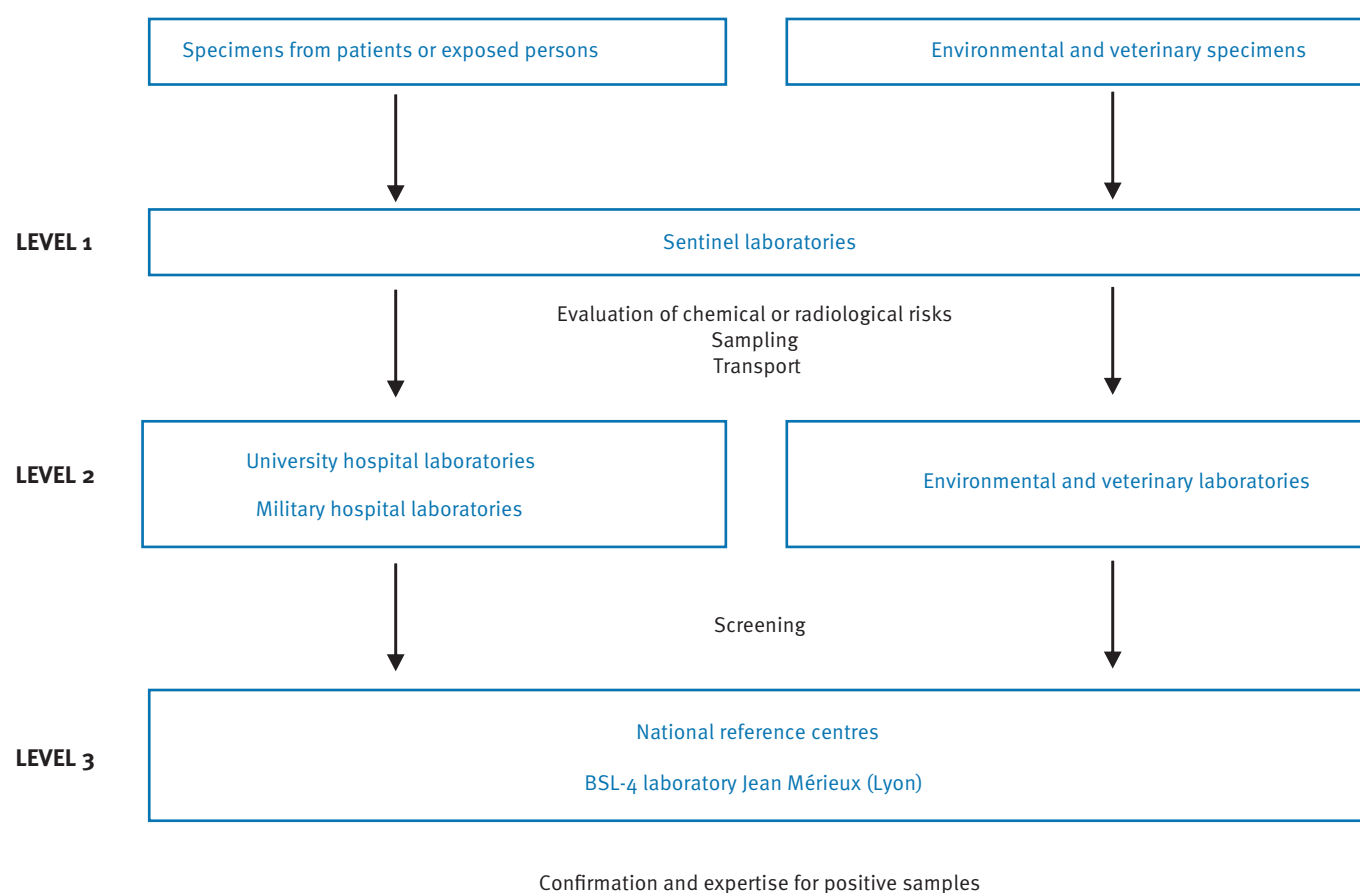 Specimens from patients or exposed persons
Environmental and veterinary specimens
LEVEL 1
Sentinel laboratories
Evaluation of chemical or radiological risks
Sampling
Transport
LEVEL 2
University hospital laboratories
Military hospital laboratories
Environmental and veterinary laboratories
Screening
LEVEL 3
National reference centres
BSL-4 laboratory Jean Mérieux (Lyon)
Confirmation and expertise for positive samples